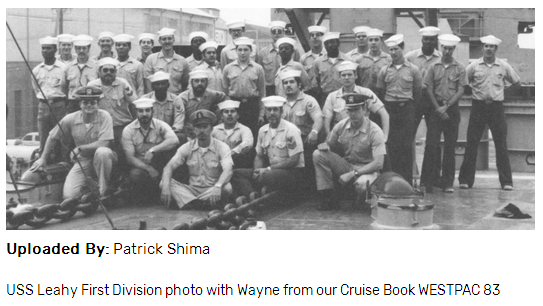 Uploaded By: Patrick Shima
USS Leahy First Division photo with Wayne from our Cruise Book WESTPAC 83